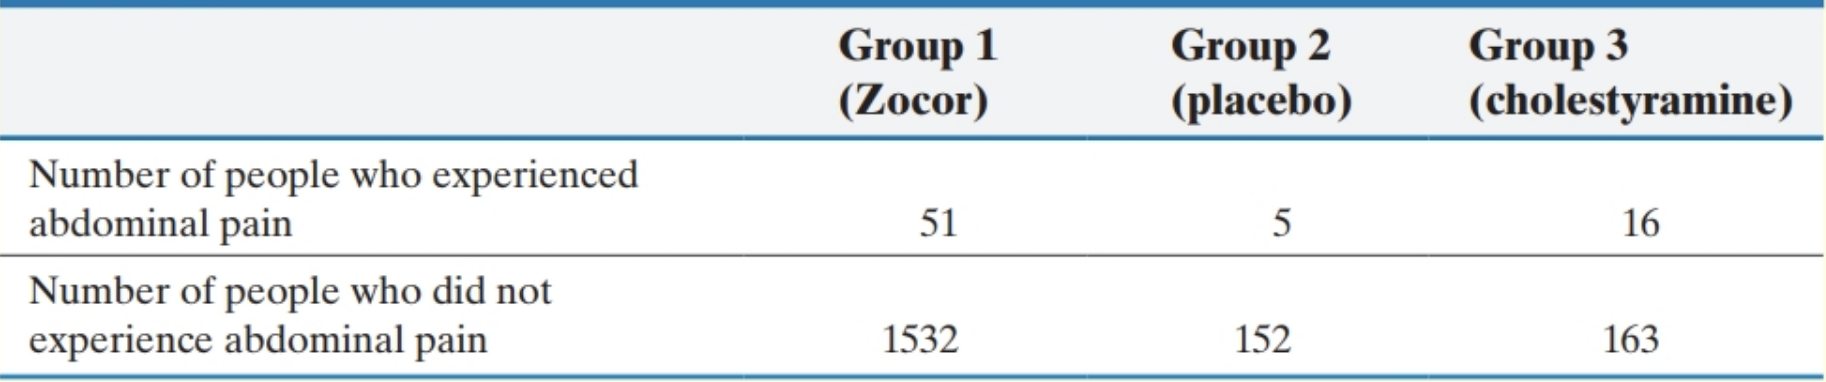 Group 1 Group 2 Group 3
(Zocor) (placebo) (cholestyramine)
Number of people who experienced
abdominal pain 51 5 16
Number of people who did not
experience abdominal pain 1532 152 163